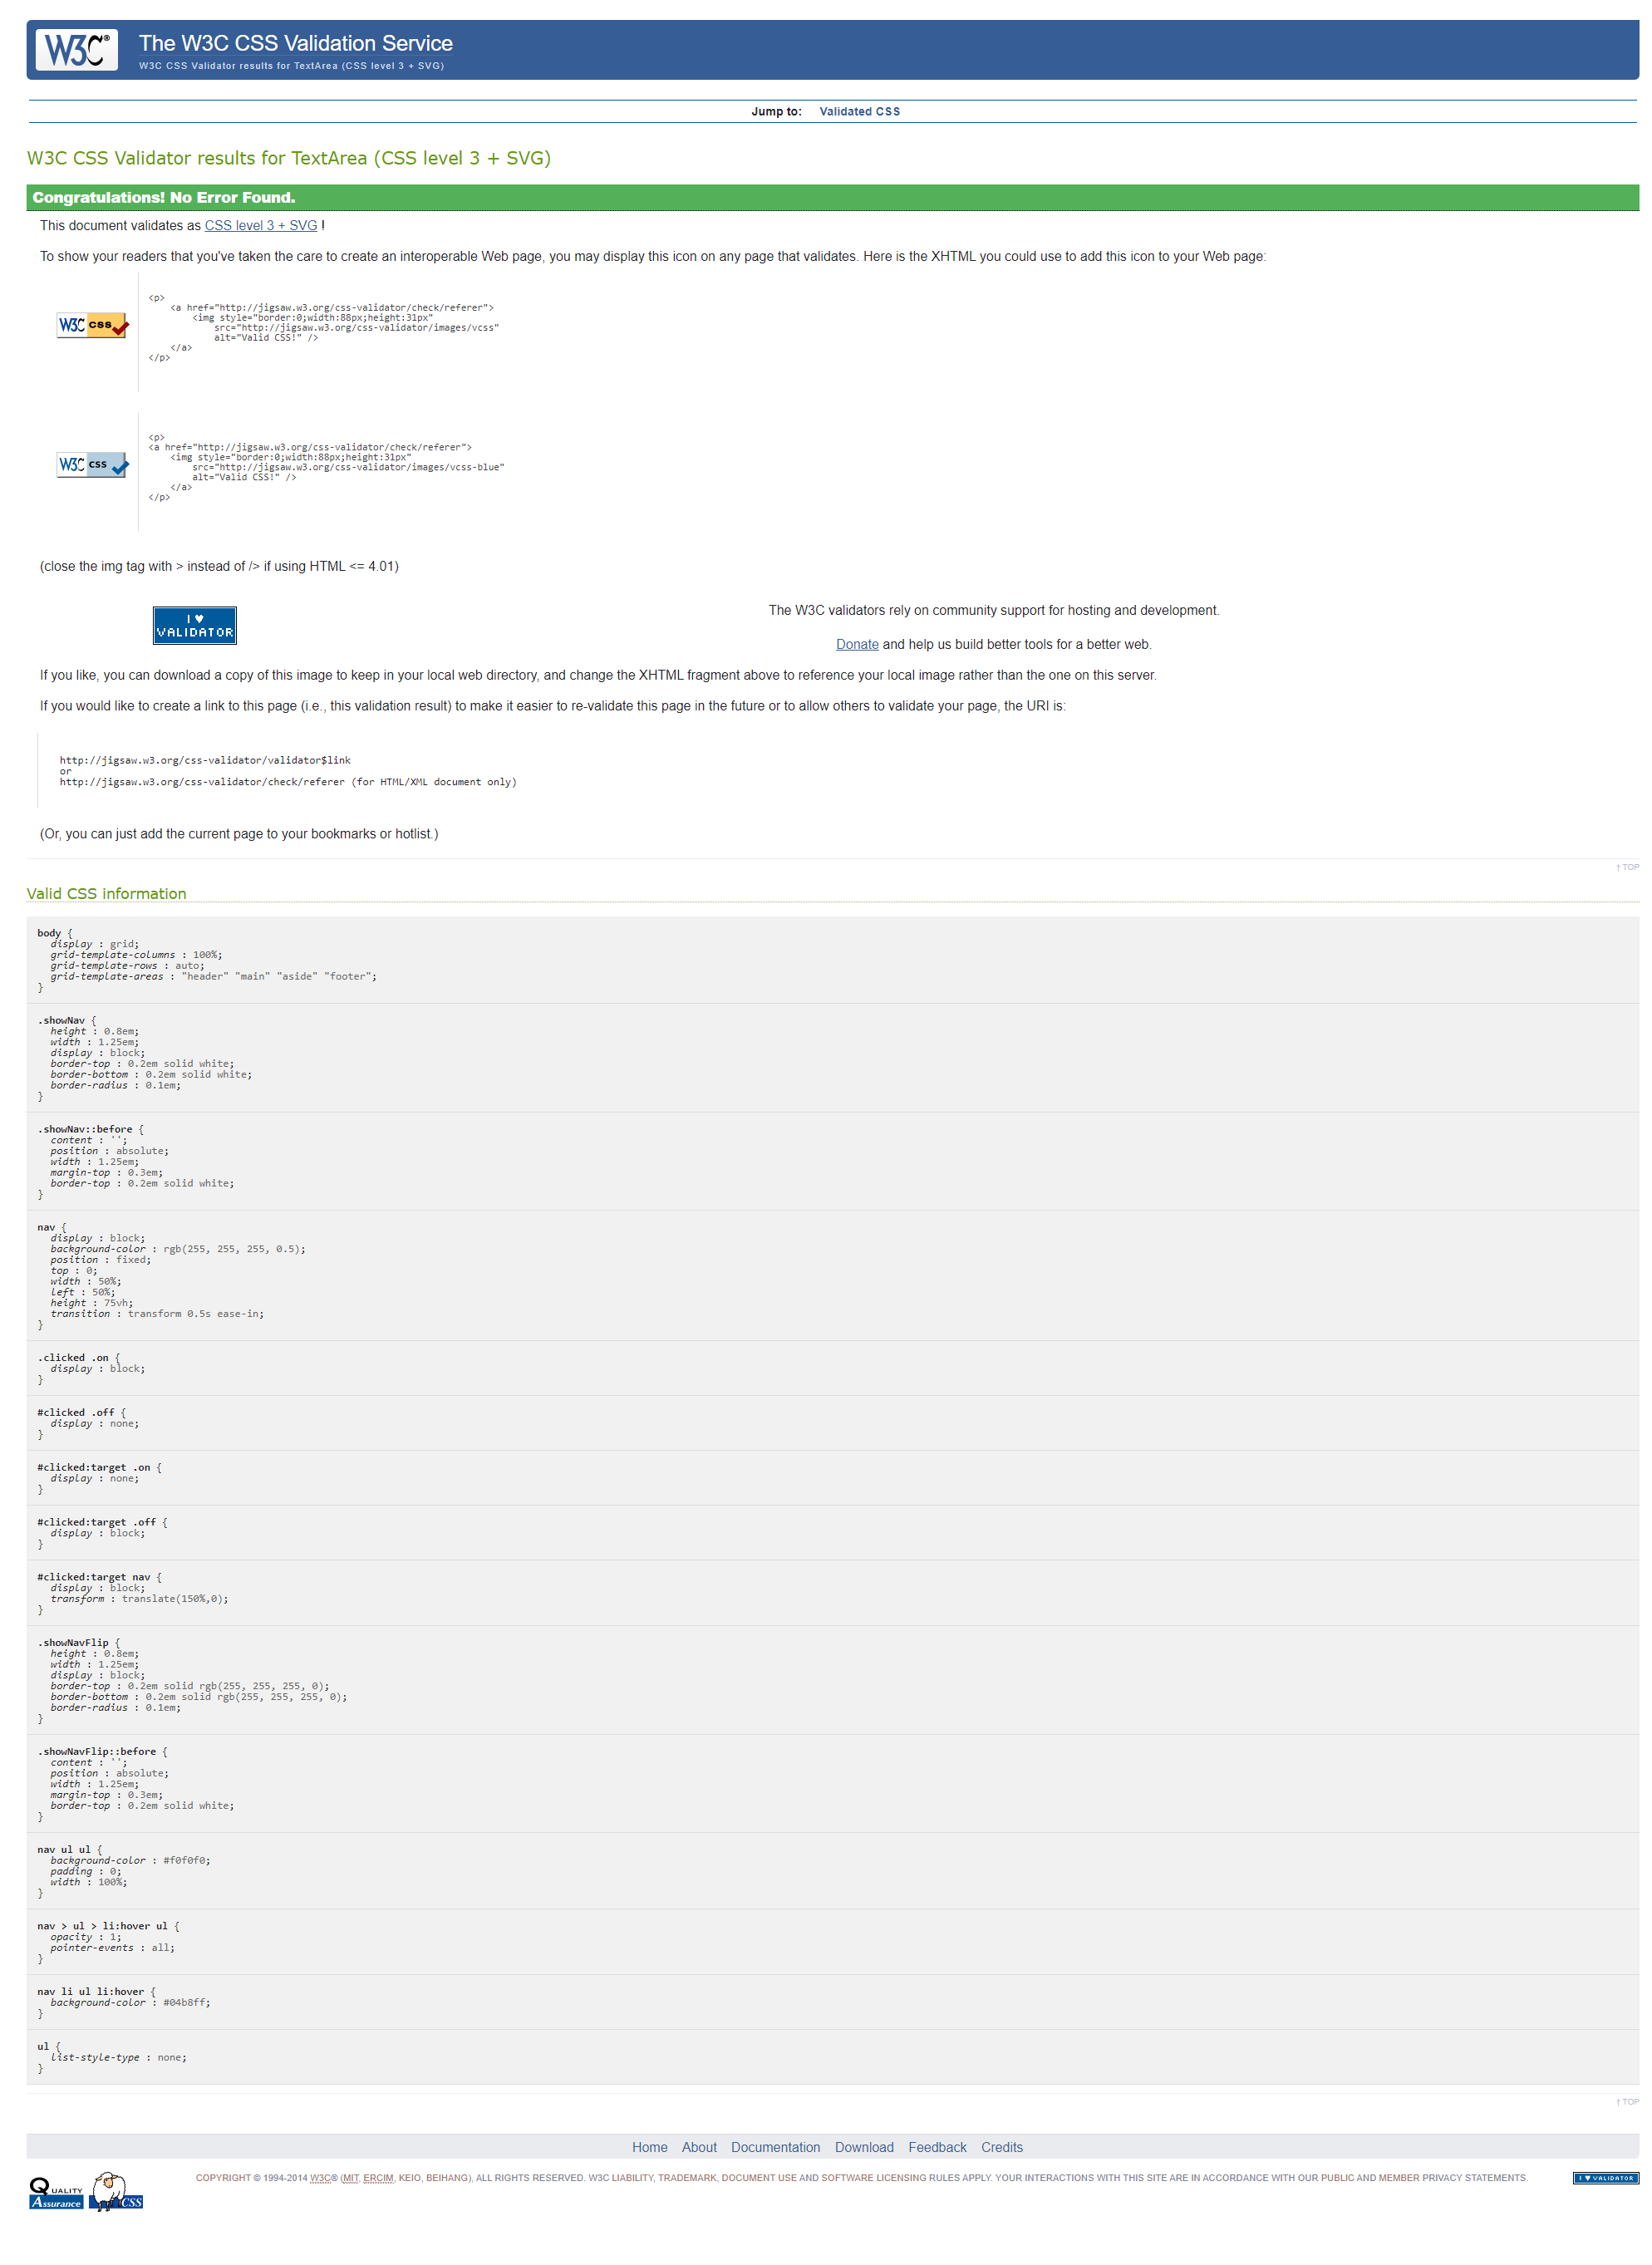 W3C®
The W3C CSS Validation Service
W3C CSS Validator results for TextArea (CSS level 3 + SVG)
Jump to: Validated CSS
W3C CSS Validator results for TextArea (CSS level 3 + SVG)
Congratulations! No Error Found.
This document validates as CSS level 3 + SVG !
To show your readers that you've taken the care to create an interoperable Web page, you may display this icon on any page that validates. Here is the XHTML you could use to add this icon to your Web page:
W3C css
<p>
<a href="http://jigsaw.w3.org/css-validator/check/referer">
<img style="border:0;width:88px;height:31px"
src="http://jigsaw.w3.org/css-validator/images/vcss"
alt="Valid CSS!" />
</a>
</p>
W3C css
<p>
<a href="http://jigsaw.w3.org/css-validator/check/referer">
<img style="border:0;width:88px;height:31px"
src="http://jigsaw.w3.org/css-validator/images/vcss-blue"
alt="Valid CSS!" />
</a>
</p>
(close the img tag with > instead of /> if using HTML <= 4.01)
I ♥
VALIDATOR
The W3C validators rely on community support for hosting and development.
Donate and help us build better tools for a better web.
If you like, you can download a copy of this image to keep in your local web directory, and change the XHTML fragment above to reference your local image rather than the one on this server.
If you would like to create a link to this page (i.e., this validation result) to make it easier to re-validate this page in the future or to allow others to validate your page, the URI is:
http://jigsaw.w3.org/css-validator/validator$link
or
http://jigsaw.w3.org/css-validator/check/referer (for HTML/XML document only)
(Or, you can just add the current page to your bookmarks or hotlist.)
↑ TOP
Valid CSS information
body {
display : grid;
grid-template-columns : 100%;
grid-template-rows : auto;
grid-template-areas : "header" "main" "aside" "footer";
}
.showNav {
height : 0.8em;
width : 1.25em;
display : block;
border-top : 0.2em solid white;
border-bottom : 0.2em solid white;
border-radius : 0.1em;
}
.showNav::before {
content : '';
position : absolute;
width : 1.25em;
margin-top : 0.3em;
border-top : 0.2em solid white;
}
nav {
display : block;
background-color : rgb(255, 255, 255, 0.5);
position : fixed;
top : 0;
width : 50%;
left : 50%;
height : 75vh;
transition : transform 0.5s ease-in;
}
.clicked .on {
display : block;
}
#clicked .off {
display : none;
}
#clicked:target .on {
display : none;
}
#clicked:target .off {
display : block;
}
#clicked:target nav {
display : block;
transform : translate(150%,0);
}
.showNavFlip {
height : 0.8em;
width : 1.25em;
display : block;
border-top : 0.2em solid rgb(255, 255, 255, 0);
border-bottom : 0.2em solid rgb(255, 255, 255, 0);
border-radius : 0.1em;
}
.showNavFlip::before {
content : '';
position : absolute;
width : 1.25em;
margin-top : 0.3em;
border-top : 0.2em solid white;
}
nav ul ul {
background-color : #f0f0f0;
padding : 0;
width : 100%;
}
nav > ul > li:hover ul {
opacity : 1;
pointer-events : all;
}
nav li ul li:hover {
background-color : #04b8ff;
}
ul {
list-style-type : none;
}
↑ TOP
Home About Documentation Download Feedback Credits
QUALITY
Assurance
CSS
COPYRIGHT © 1994-2014 W3C® (MIT, ERCIM, KEIO, BEIHANG), ALL RIGHTS RESERVED. W3C LIABILITY, TRADEMARK, DOCUMENT USE AND SOFTWARE LICENSING RULES APPLY. YOUR INTERACTIONS WITH THIS SITE ARE IN ACCORDANCE WITH OUR PUBLIC AND MEMBER PRIVACY STATEMENTS.
I ♥ VALIDATOR